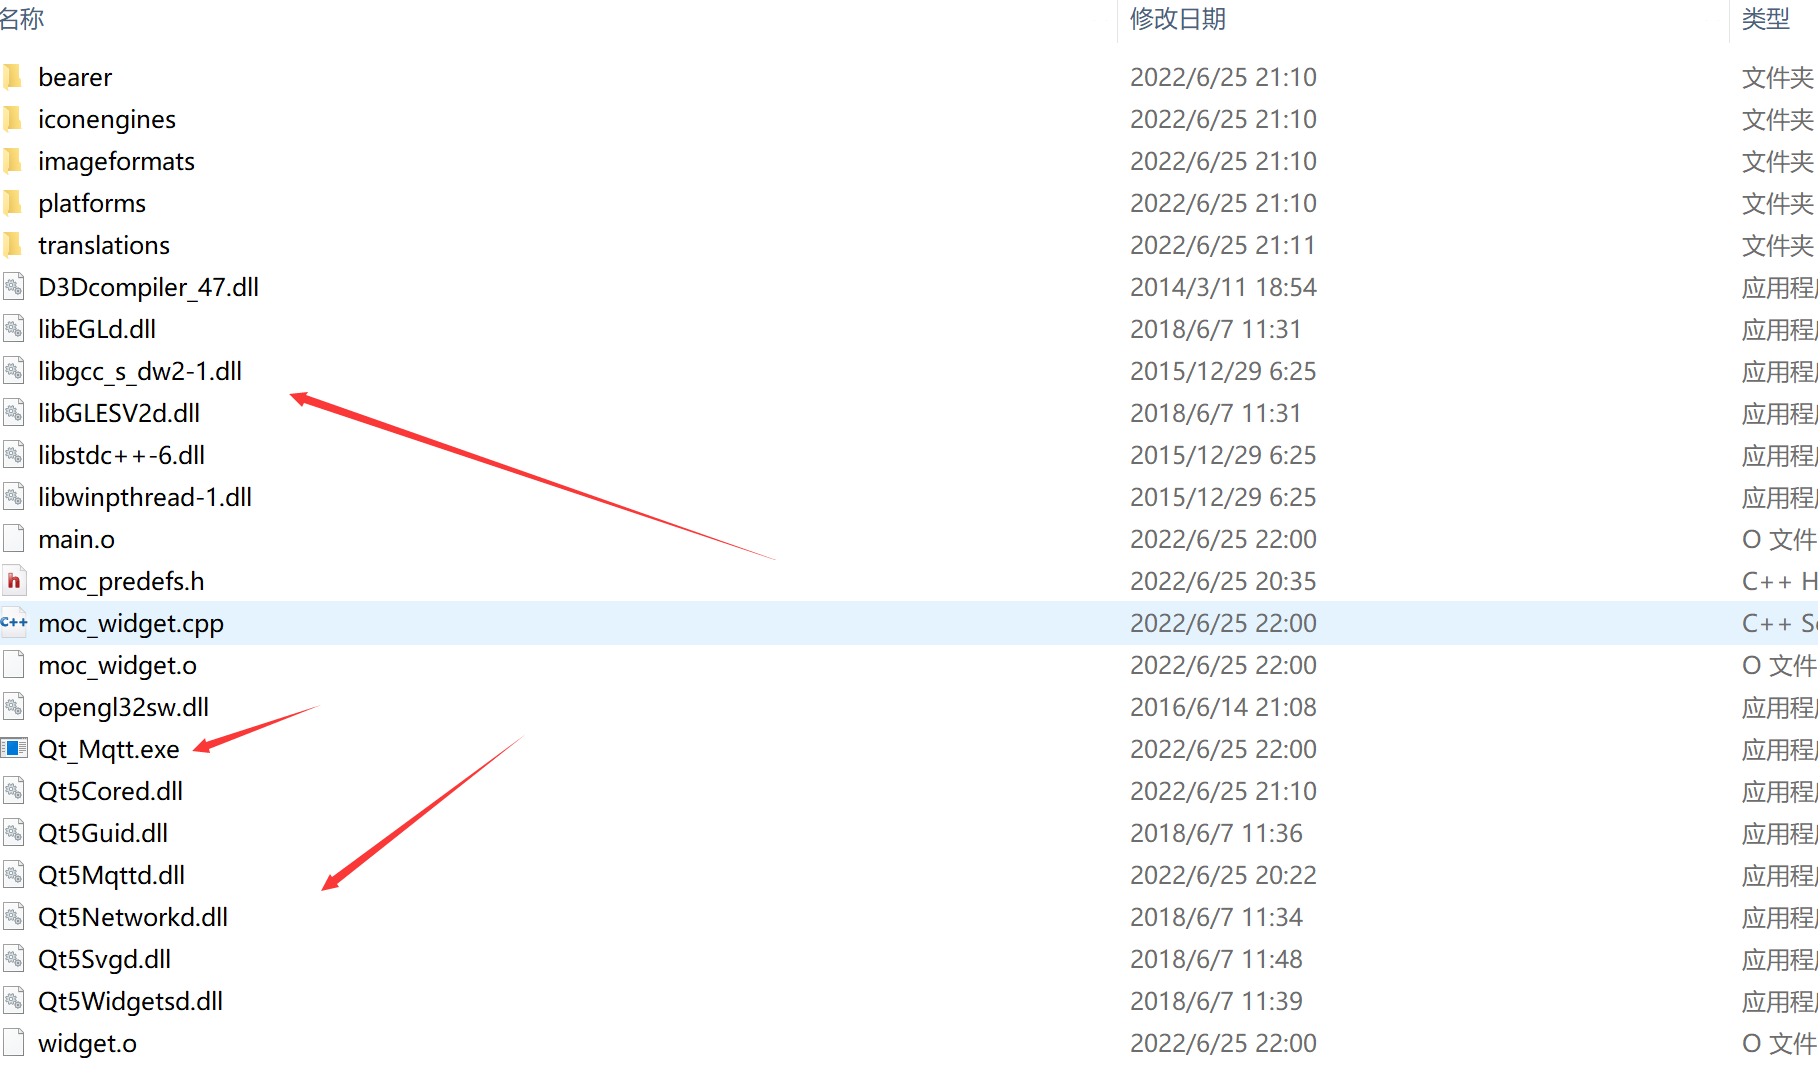 名称 修改日期 类型
bearer 2022/6/25 21:10 文件夹
iconengines 2022/6/25 21:10 文件夹
imageformats 2022/6/25 21:10 文件夹
platforms 2022/6/25 21:10 文件夹
translations 2022/6/25 21:11 文件夹
D3Dcompiler_47.dll 2014/3/11 18:54 应用程
libEGLd.dll 2018/6/7 11:31 应用程
libgcc_s_dw2-1.dll 2015/12/29 6:25 应用程
libGLESV2d.dll 2018/6/7 11:31 应用程
libstdc++-6.dll 2015/12/29 6:25 应用程
libwinpthread-1.dll 2015/12/29 6:25 应用程
main.o 2022/6/25 22:00 O 文件
h moc_predefs.h 2022/6/25 20:35 C++ H
C++ moc_widget.cpp 2022/6/25 22:00 C++ S
moc_widget.o 2022/6/25 22:00 O 文件
opengl32sw.dll 2016/6/14 21:08 应用程
Qt_Mqtt.exe 2022/6/25 22:00 应用程
Qt5Cored.dll 2022/6/25 21:10 应用程
Qt5Guid.dll 2018/6/7 11:36 应用程
Qt5Mqttd.dll 2022/6/25 20:22 应用程
Qt5Networkd.dll 2018/6/7 11:34 应用程
Qt5Svgd.dll 2018/6/7 11:48 应用程
Qt5Widgetsd.dll 2018/6/7 11:39 应用程
widget.o 2022/6/25 22:00 O 文件